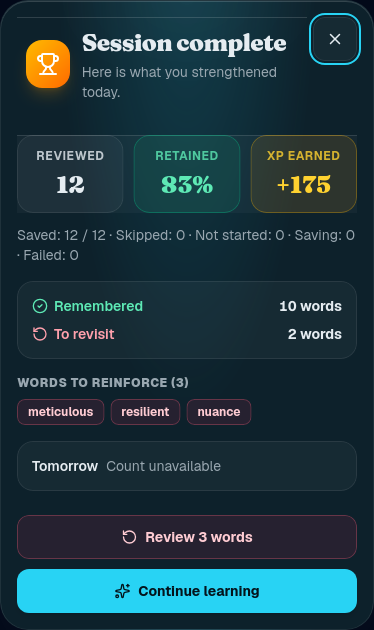 Session complete
Here is what you strengthened
today.
REVIEWED
12
RETAINED
83%
XP EARNED
+175
Saved: 12 / 12 · Skipped: 0 · Not started: 0 · Saving: 0
· Failed: 0
Remembered 10 words
To revisit 2 words
WORDS TO REINFORCE (3)
meticulous resilient nuance
Tomorrow Count unavailable
Review 3 words
Continue learning